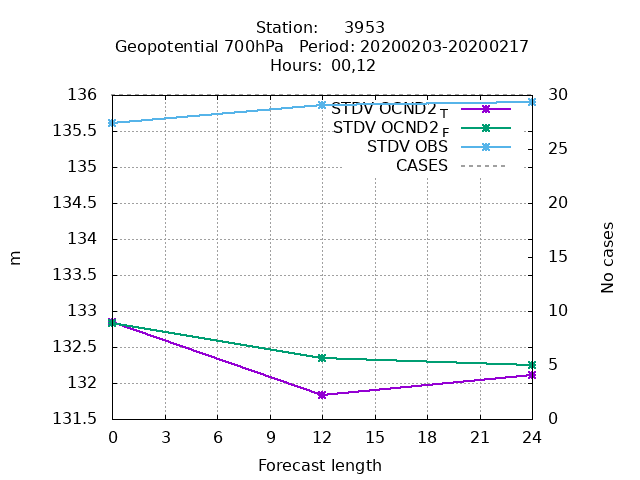 Station: 3953
Geopotential 700hPa Period: 20200203-20200217
Hours: 00,12
136
135.5
135
134.5
134
133.5
133
132.5
132
131.5
m
STDV OCND2 T
STDV OCND2 F
STDV OBS
CASES
30
25
20
15
10
5
0
No cases
0 3 6 9 12 15 18 21 24
Forecast length